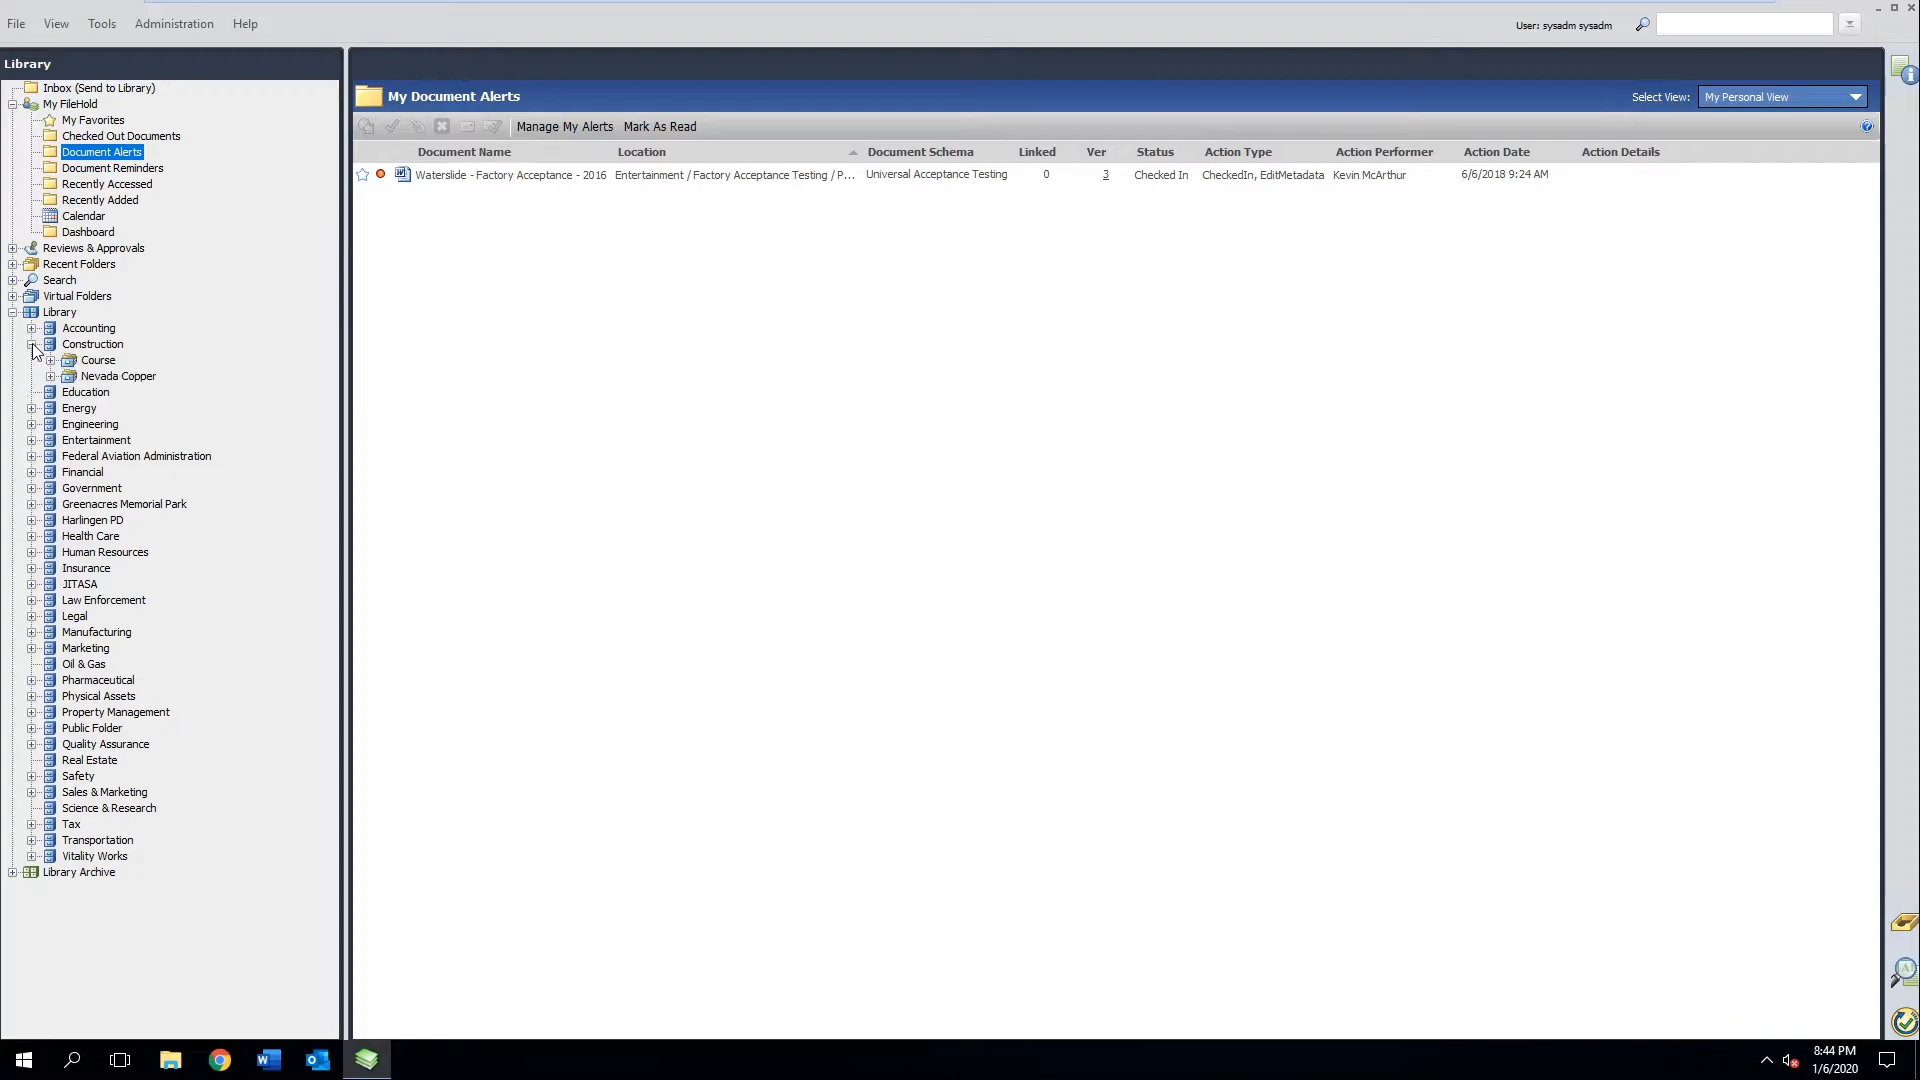 File View Tools Administration Help
User: sysadm sysadm
Library
Inbox (Send to Library)
My FileHold
My Favorites
Checked Out Documents
Document Alerts
Document Reminders
Recently Accessed
Recently Added
Calendar
Dashboard
Reviews & Approvals
Recent Folders
Search
Virtual Folders
Library
Accounting
Construction
Course
Nevada Copper
Education
Energy
Engineering
Entertainment
Federal Aviation Administration
Financial
Government
Greenacres Memorial Park
Harlingen PD
Health Care
Human Resources
Insurance
JITASA
Law Enforcement
Legal
Manufacturing
Marketing
Oil & Gas
Pharmaceutical
Physical Assets
Property Management
Public Folder
Quality Assurance
Real Estate
Safety
Sales & Marketing
Science & Research
Tax
Transportation
Vitality Works
Library Archive
My Document Alerts
Select View: My Personal View
Manage My Alerts Mark As Read
Document Name Location Document Schema Linked Ver Status Action Type Action Performer Action Date Action Details
Waterslide - Factory Acceptance - 2016 Entertainment / Factory Acceptance Testing / P... Universal Acceptance Testing 0 3 Checked In CheckedIn, EditMetadata Kevin McArthur 6/6/2018 9:24 AM
8:44 PM
1/6/2020